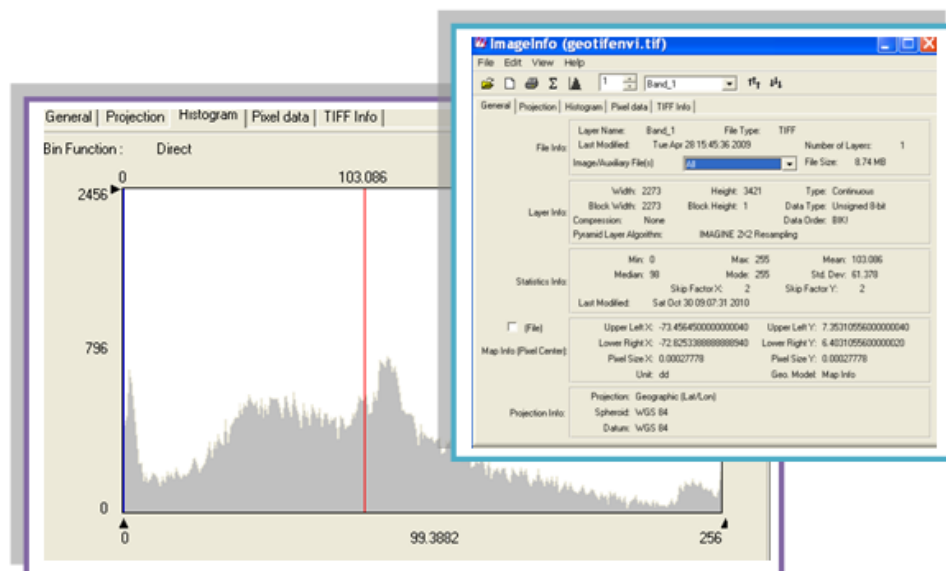 General Projection Histogram Pixel data TIFF Info
Bin Function : Direct
0 103.086
2456
796
0
0 99.3882 256
ImageInfo (geotifenvi.tif)
File Edit View Help
1 Band_1
General Projection Histogram Pixel data TIFF Info
File Info: Layer Name: Band_1 File Type: TIFF
Last Modified: Tue Apr 28 15:45:36 2009 Number of Layers: 1
Image/Auxiliary File(s) All File Size: 8.74 MB
Layer Info: Width: 2273 Height: 3421 Type: Continuous
Block Width: 2273 Block Height: 1 Data Type: Unsigned 8-bit
Compression: None Data Order:
Pyramid Layer Algorithm: IMAGINE 2X2 Resampling
Statistics Info: Min: 0 Max: 255 Mean: 103.086
Median: 98 Mode: 255 Std. Dev: 61.378
Skip Factor X: 2 Skip Factor Y: 2
Last Modified: Sat Oct 30 09:07:31 2010
(File)
Map Info (Pixel Center): Upper Left X: -73.4564500000000040 Upper Left Y: 7.3531055600000040
Lower Right X: -72.8253388888888940 Lower Right Y: 6.4031055600000020
Pixel Size X: 0.00027778 Pixel Size Y: 0.00027778
Unit: dd Geo. Model: Map Info
Projection Info: Projection: Geographic (Lat/Lon)
Spheroid: WGS 84
Datum: WGS 84